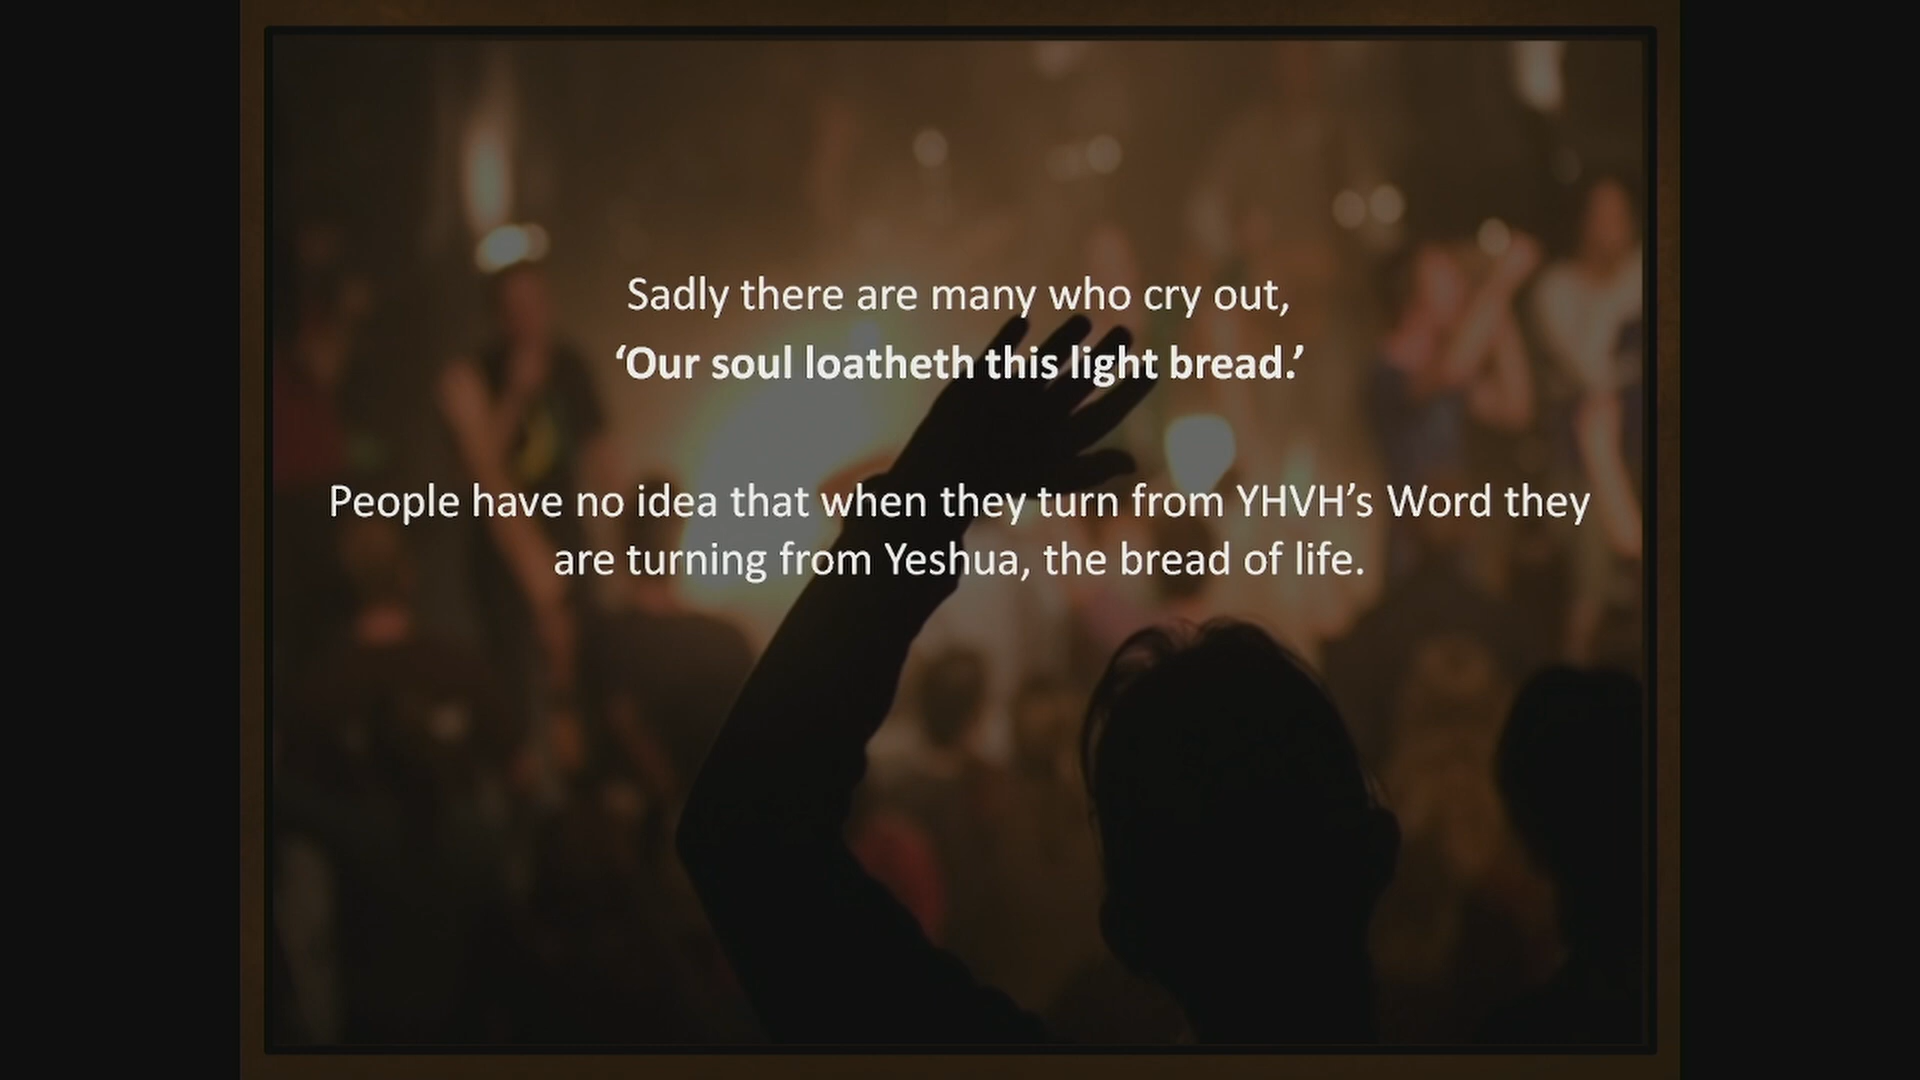 Sadly there are many who cry out,
‘Our soul loatheth this light bread.’
People have no idea that when they turn from YHVH’s Word they
are turning from Yeshua, the bread of life.